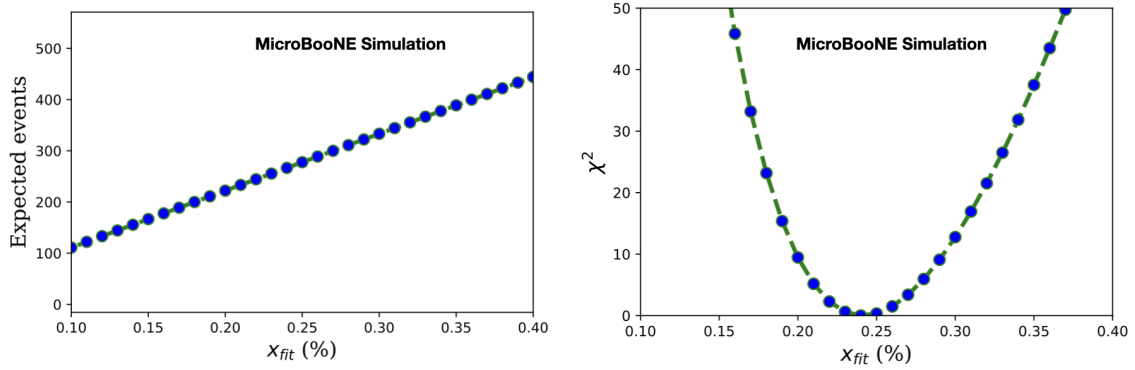 MicroBooNE Simulation
Expected events
500
400
300
200
100
0
0.10 0.15 0.20 0.25 0.30 0.35 0.40
x_fit (%)
MicroBooNE Simulation
χ²
50
40
30
20
10
0
0.10 0.15 0.20 0.25 0.30 0.35 0.40
x_fit (%)